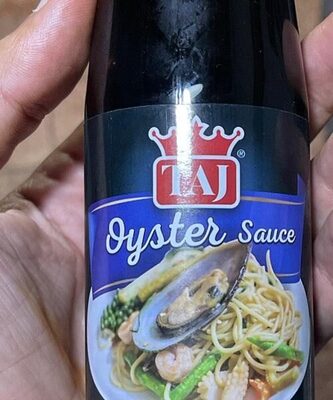 TAJ ®
Oyster Sauce